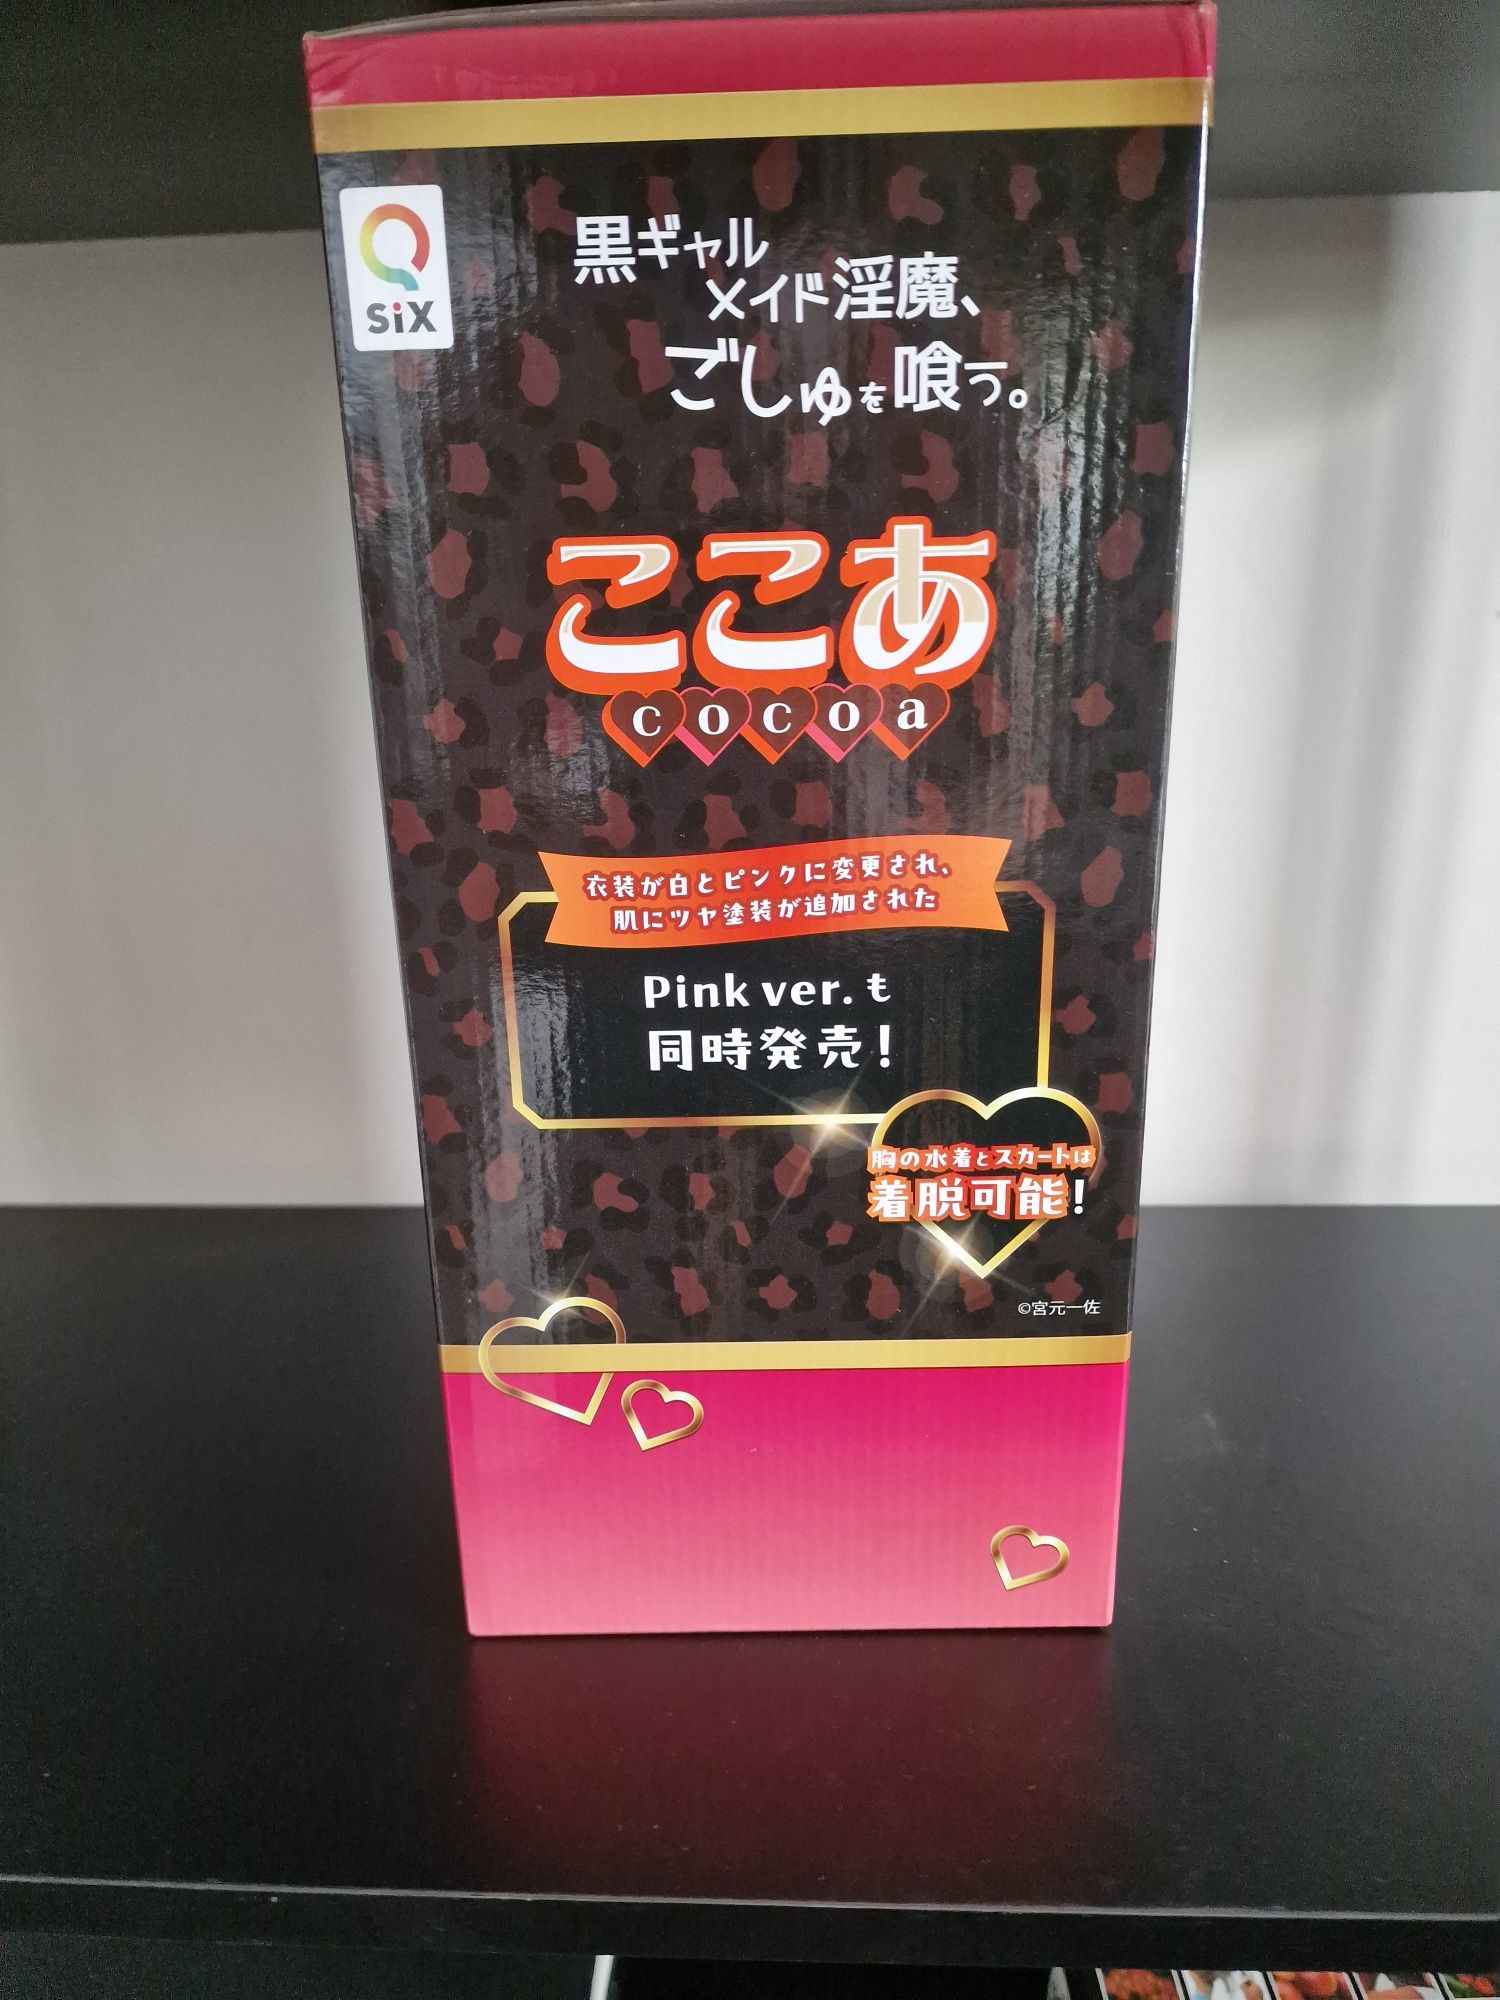 SiX
黒ギャル
メイド淫魔、
ごしゅを喰う。
ここあ
cocoa
衣装が白とピンクに変更され、
肌にツヤ塗装が追加された
Pink ver. も
同時発売!
胸の水着とスカートは
着脱可能!
©宮元一佐